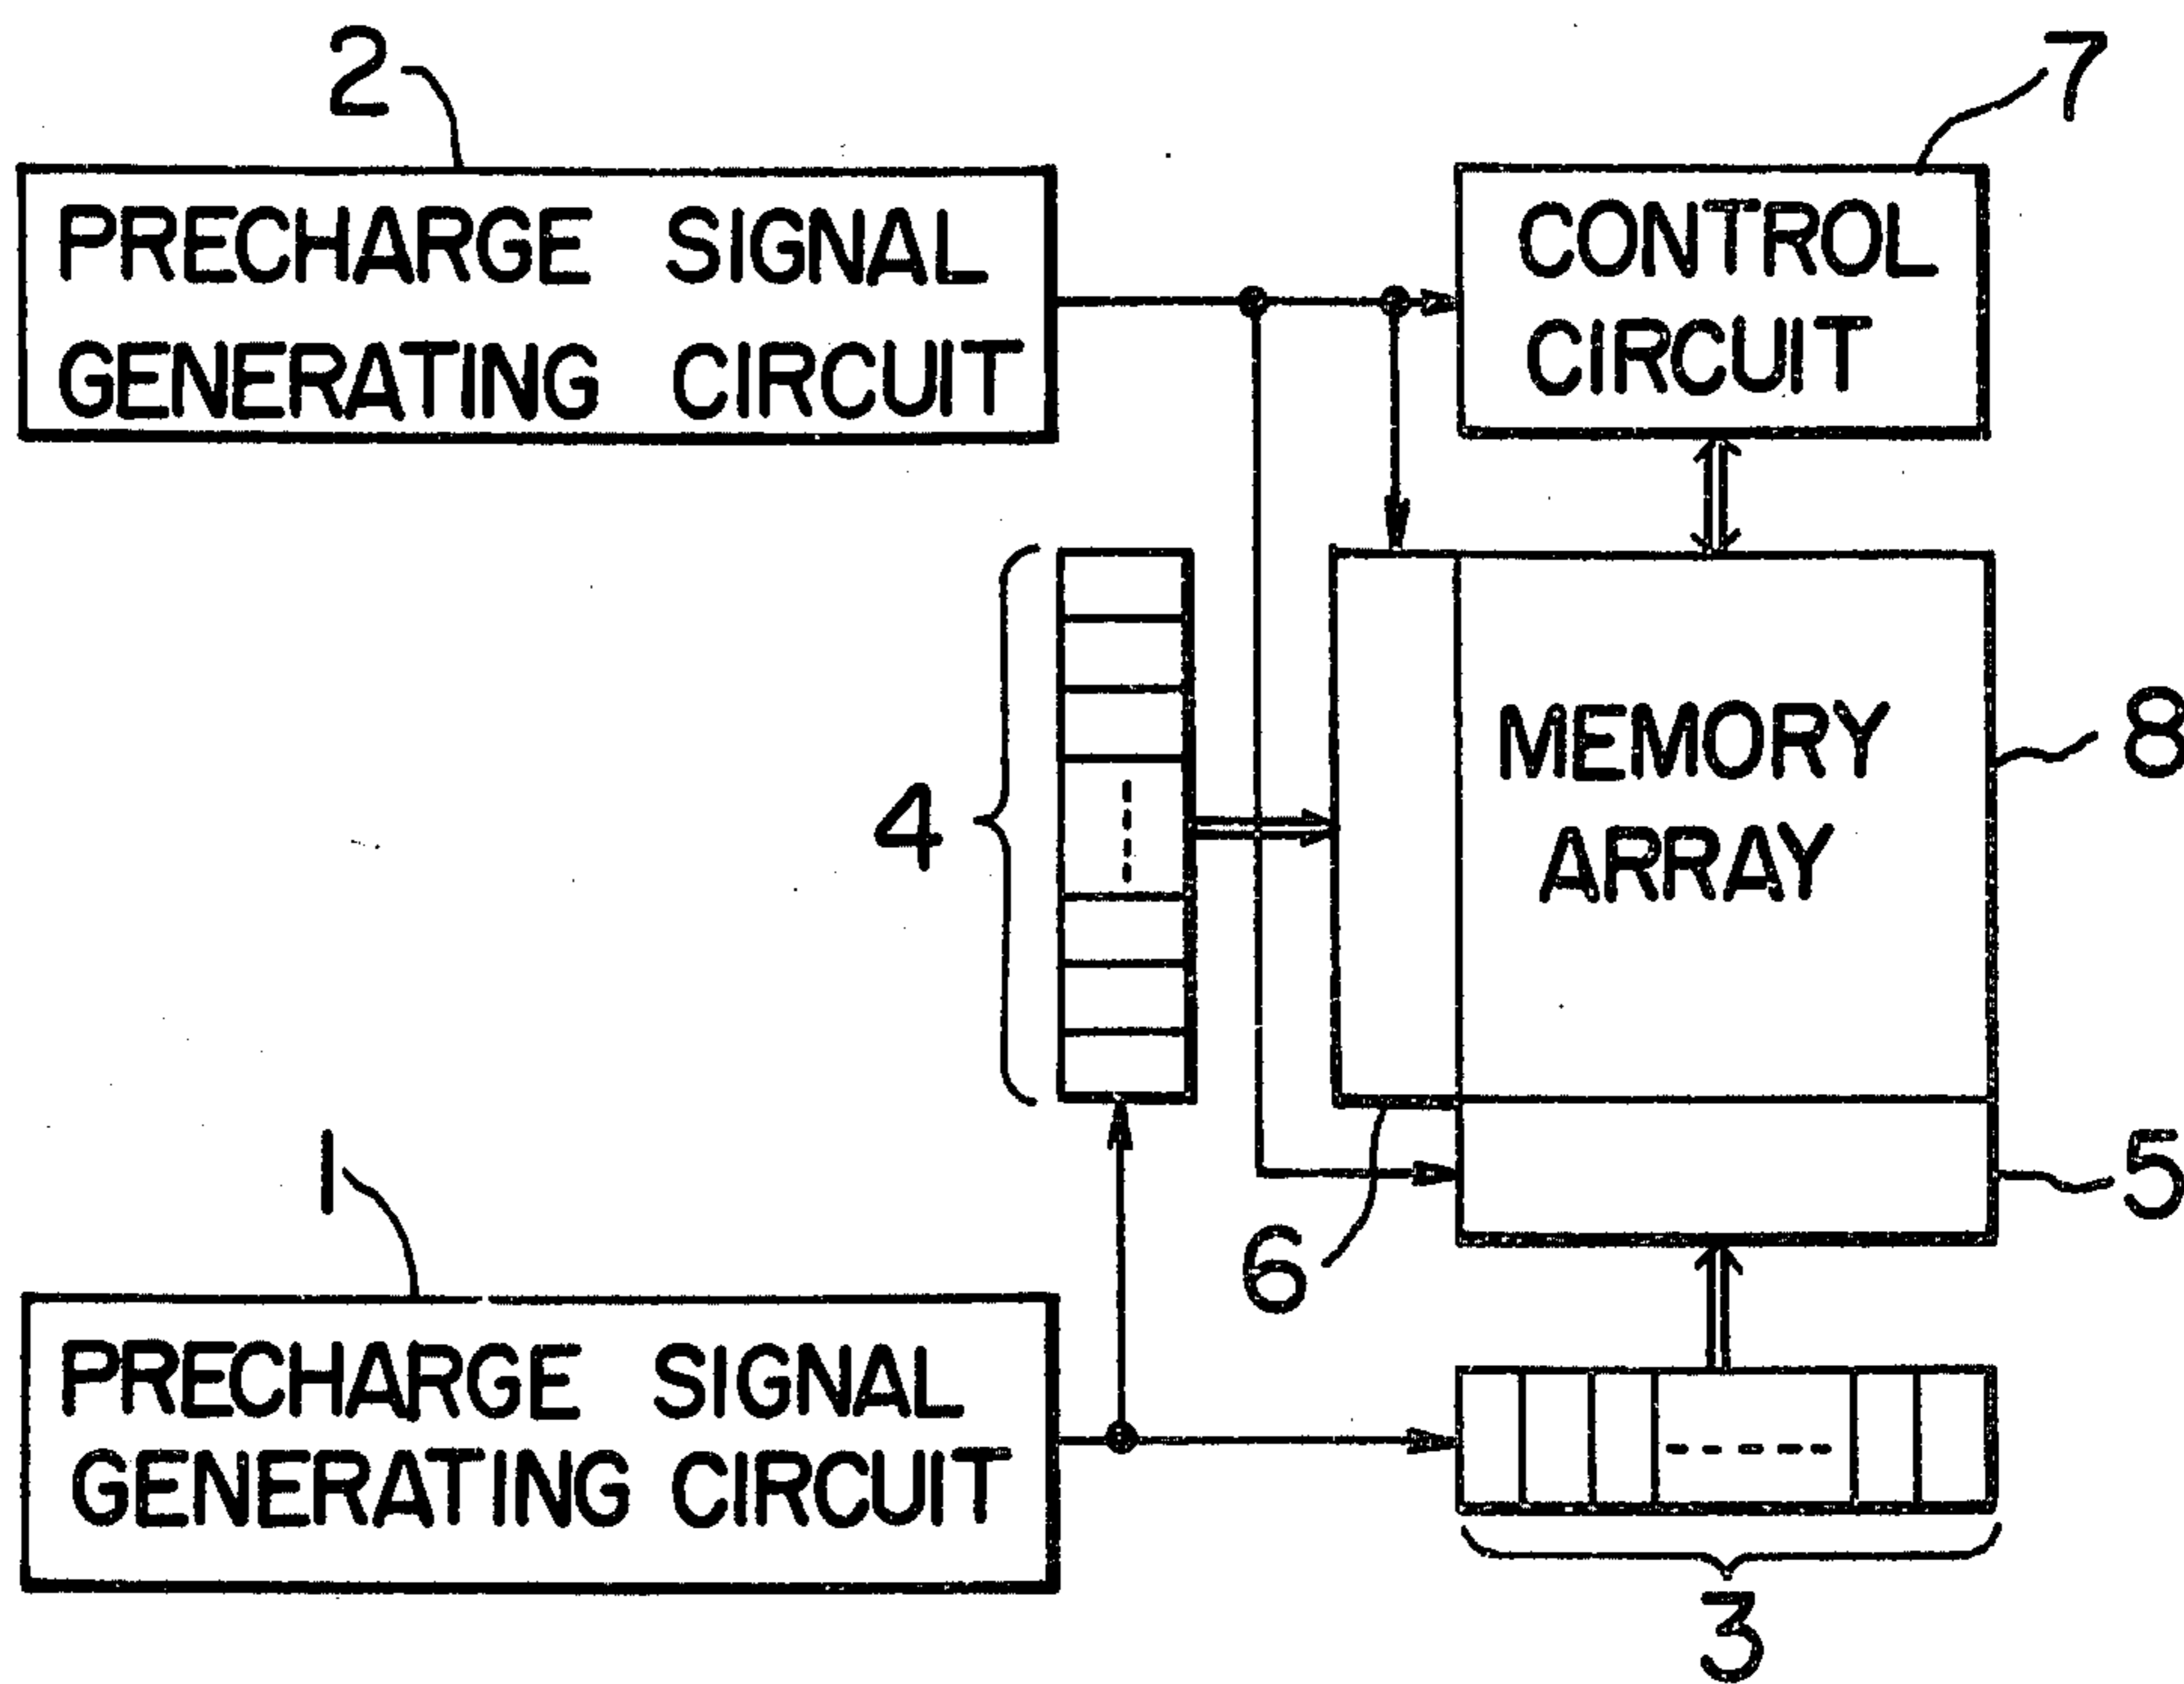 2
7
PRECHARGE SIGNAL
GENERATING CIRCUIT
CONTROL
CIRCUIT
MEMORY
ARRAY
8
4
5
6
1
PRECHARGE SIGNAL
GENERATING CIRCUIT
3